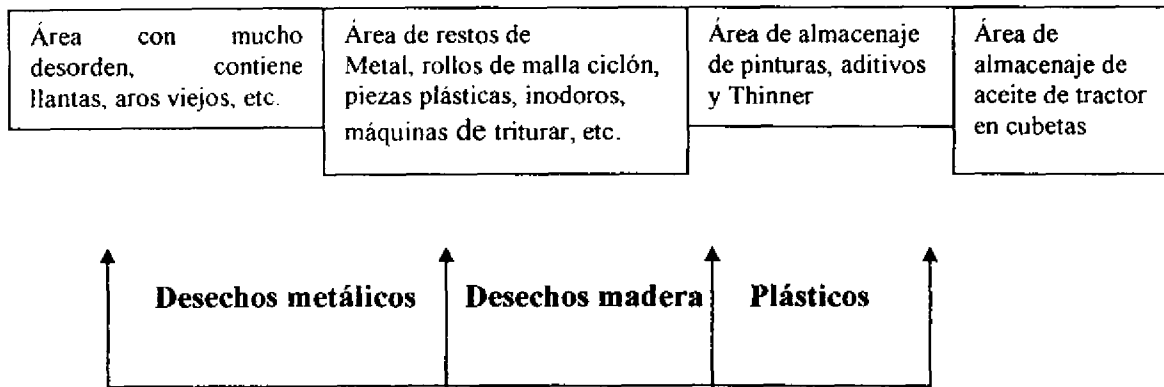 Área con mucho
desorden, contiene
llantas, aros viejos, etc.
Área de restos de
Metal, rollos de malla ciclón,
piezas plásticas, inodoros,
máquinas de triturar, etc.
Área de almacenaje
de pinturas, aditivos
y Thinner
Área de
almacenaje de
aceite de tractor
en cubetas
Desechos metálicos
Desechos madera
Plásticos